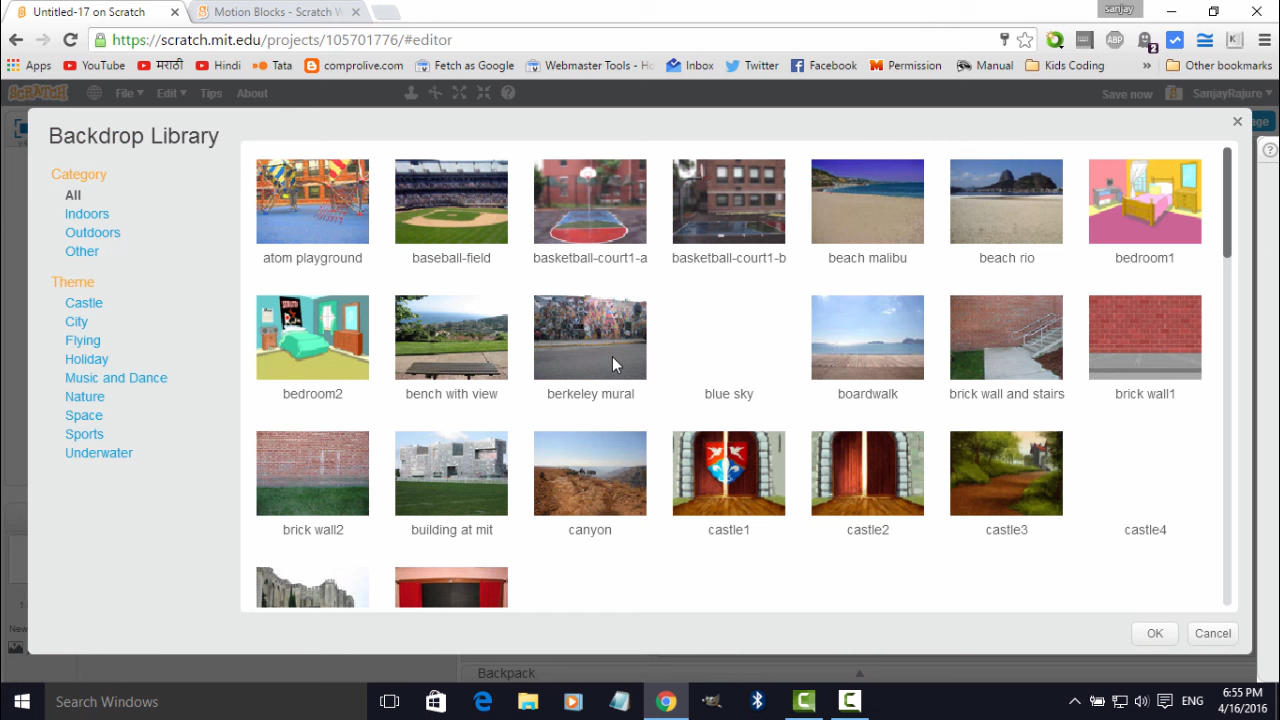 Untitled-17 on Scratch
Motion Blocks - Scratch W
sanjay
https://scratch.mit.edu/projects/105701776/#editor
ABP
2
Apps YouTube मराठी Hindi Tata comprolive.com Fetch as Google Webmaster Tools - Ho Inbox Twitter Facebook Permission Manual Kids Coding » Other bookmarks
SCRATCH File Edit Tips About Save now SanjayRajure
Backdrop Library
Category
All
Indoors
Outdoors
Other
Theme
Castle
City
Flying
Holiday
Music and Dance
Nature
Space
Sports
Underwater
atom playground baseball-field basketball-court1-a basketball-court1-b beach malibu beach rio bedroom1
bedroom2 bench with view berkeley mural blue sky boardwalk brick wall and stairs brick wall1
brick wall2 building at mit canyon castle1 castle2 castle3 castle4
OK Cancel
New
Backpack
Search Windows
ENG
6:55 PM
4/16/2016